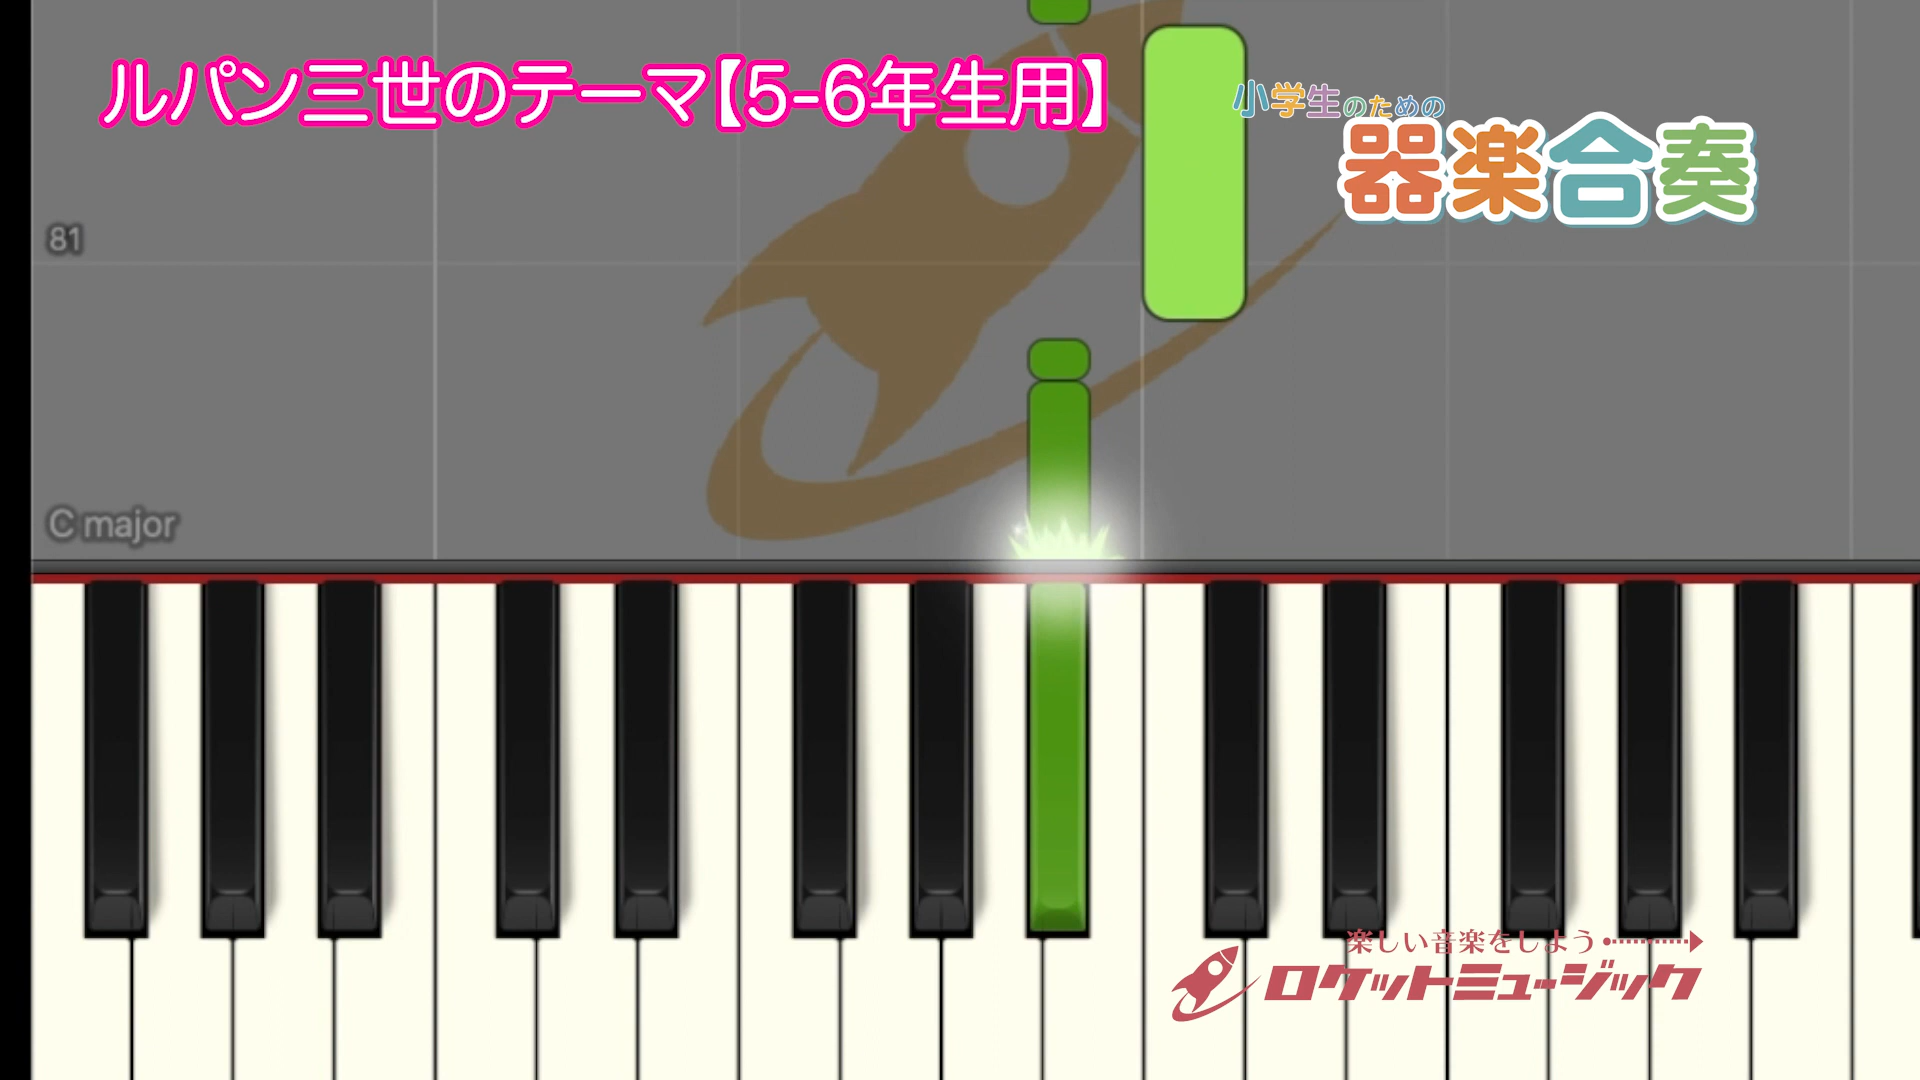 ルパン三世のテーマ【5-6年生用】
小学生のための
器楽合奏
81
C major
楽しい音楽をしよう
ロケットミュージック